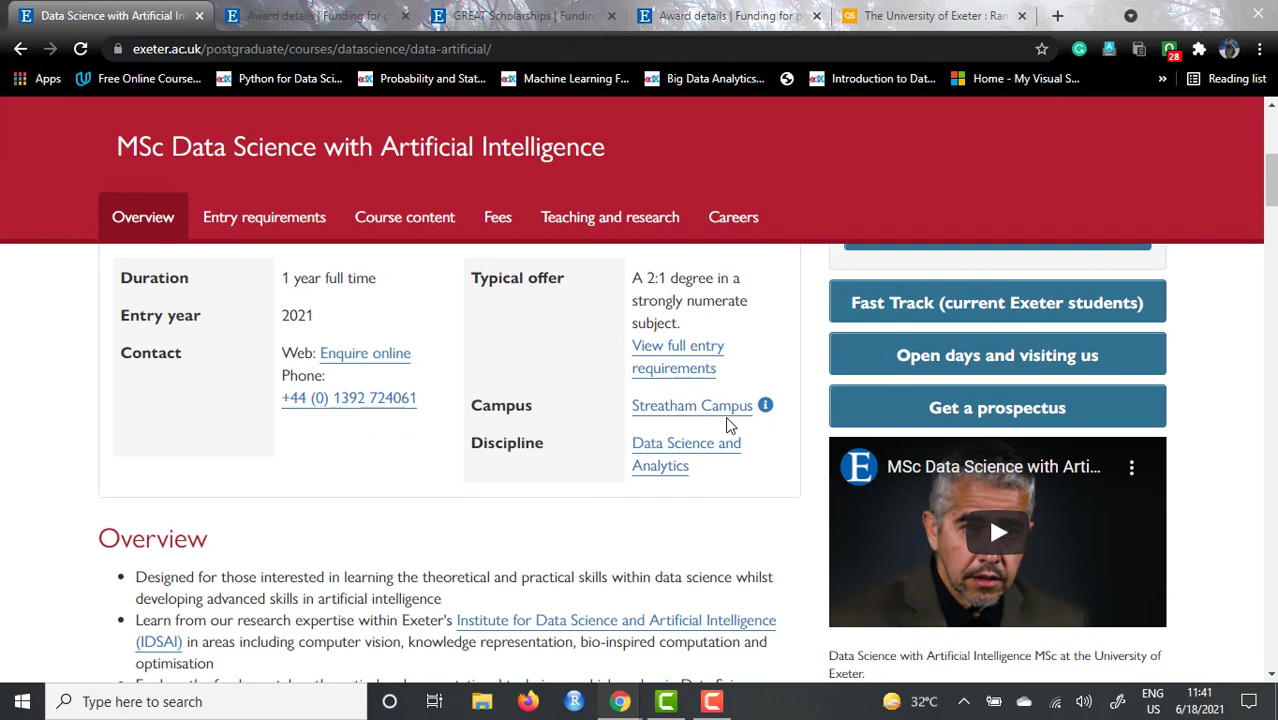 Data Science with Artificial Int
Award details | Funding for p
GREAT Scholarships | Funding
Award details | Funding for p
The University of Exeter : Ran
exeter.ac.uk/postgraduate/courses/datascience/data-artificial/
28
Apps
Free Online Course...
Python for Data Sci...
Probability and Stat...
Machine Learning F...
Big Data Analytics...
Introduction to Dat...
Home - My Visual S...
»
Reading list
MSc Data Science with Artificial Intelligence
Overview
Entry requirements
Course content
Fees
Teaching and research
Careers
Duration
1 year full time
Entry year
2021
Contact
Web: Enquire online
Phone:
+44 (0) 1392 724061
Typical offer
A 2:1 degree in a
strongly numerate
subject.
View full entry
requirements
Campus
Streatham Campus
Discipline
Data Science and
Analytics
Fast Track (current Exeter students)
Open days and visiting us
Get a prospectus
MSc Data Science with Arti...
Data Science with Artificial Intelligence MSc at the University of
Exeter.
Overview
• Designed for those interested in learning the theoretical and practical skills within data science whilst
developing advanced skills in artificial intelligence
• Learn from our research expertise within Exeter's Institute for Data Science and Artificial Intelligence
(IDSAI) in areas including computer vision, knowledge representation, bio-inspired computation and
optimisation
Type here to search
32°C
ENG
US
11:41
6/18/2021